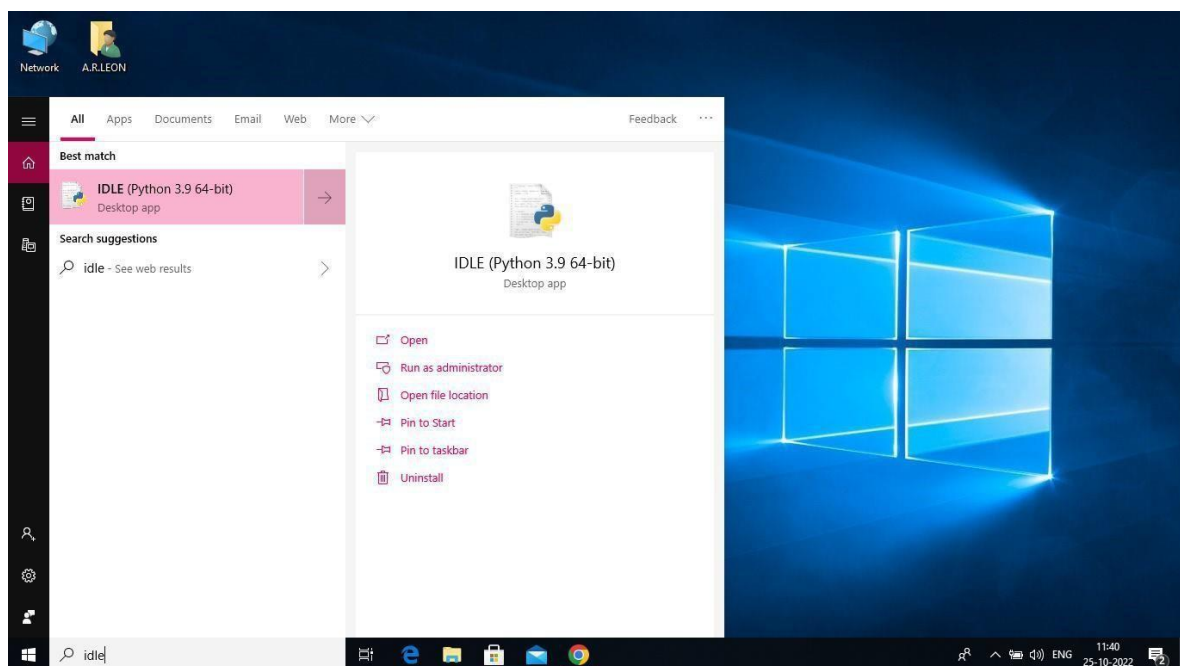 Network
A.R.LEON
All Apps Documents Email Web More Feedback ...
Best match
IDLE (Python 3.9 64-bit)
Desktop app
Search suggestions
idle - See web results
IDLE (Python 3.9 64-bit)
Desktop app
Open
Run as administrator
Open file location
Pin to Start
Pin to taskbar
Uninstall
idle
ENG
11:40
25-10-2022
2